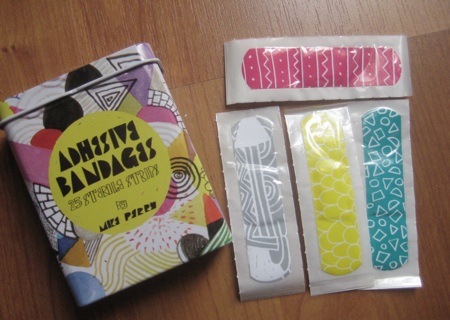 ADHESIVE
BANDAGES
25 STERILE STRIPS
BY
MIKE PERRY